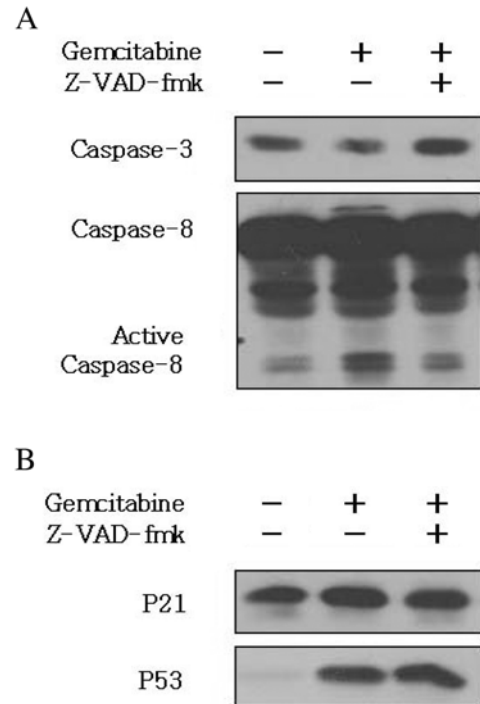 A
Gemcitabine − + +
Z-VAD-fmk − − +
Caspase-3
Caspase-8
Active
Caspase-8
B
Gemcitabine − + +
Z-VAD-fmk − − +
P21
P53